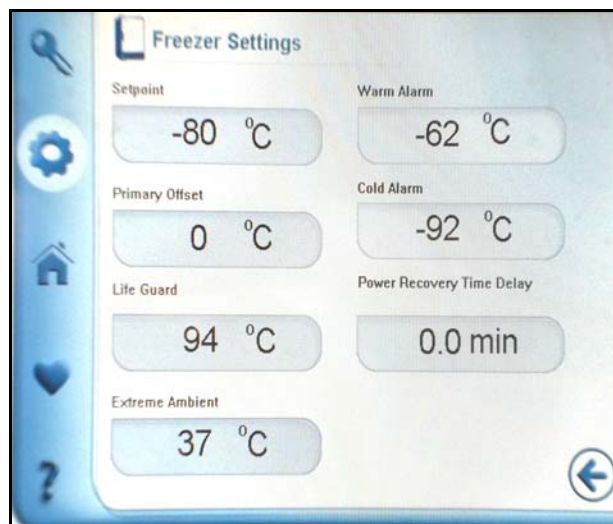 Freezer Settings
Setpoint
-80 °C
Warm Alarm
-62 °C
Primary Offset
0 °C
Cold Alarm
-92 °C
Life Guard
94 °C
Power Recovery Time Delay
0.0 min
Extreme Ambient
37 °C
?